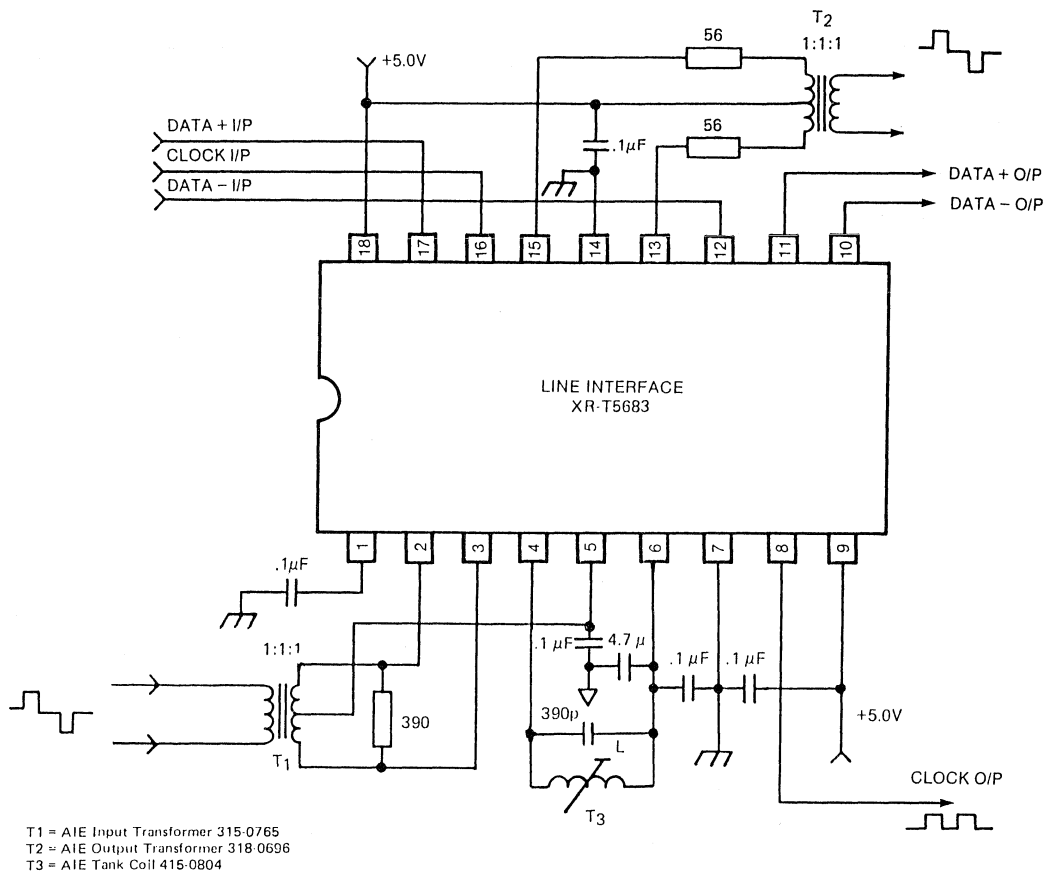 T2
56
1:1:1
+5.0V
DATA + I/P
56
.1µF
CLOCK I/P
DATA – I/P
DATA + O/P
DATA – O/P
18 17 16 15 14 13 12 11 10
LINE INTERFACE
XR-T5683
1 2 3 4 5 6 7 8 9
.1µF
1:1:1
.1 µF
4.7 µ
.1 µF
.1 µF
390
390p
+5.0V
L
T1
T3
CLOCK O/P
T1 = AIE Input Transformer 315-0765
T2 = AIE Output Transformer 318-0696
T3 = AIE Tank Coil 415-0804